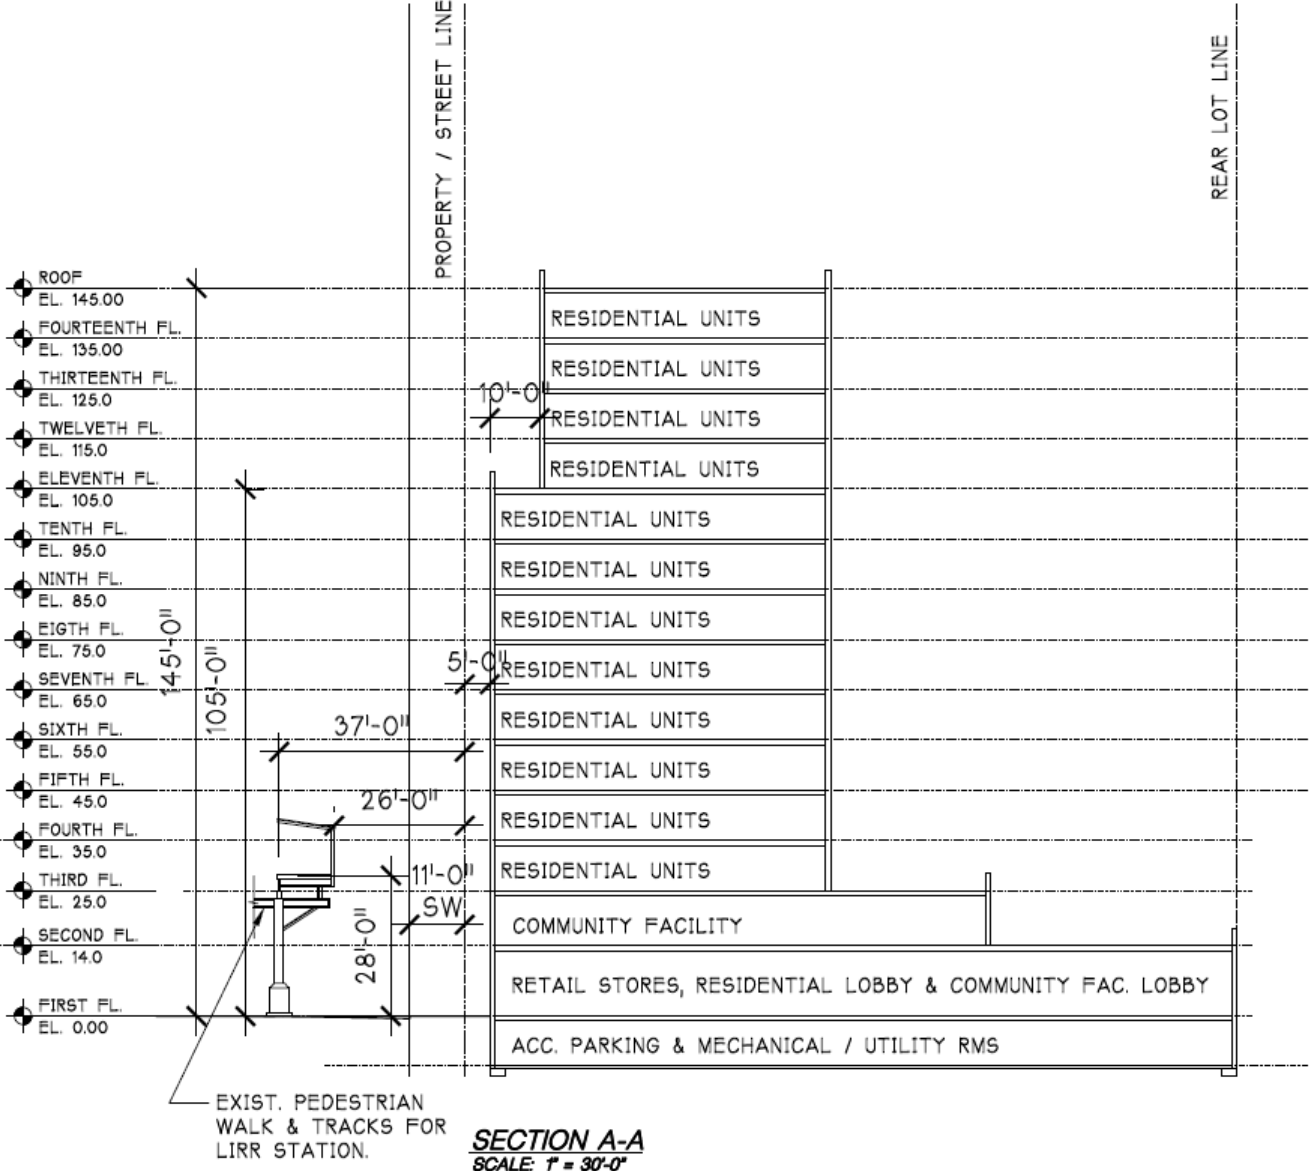 PROPERTY / STREET LINE
REAR LOT LINE
ROOF
EL. 145.00
FOURTEENTH FL.
EL. 135.00
THIRTEENTH FL.
EL. 125.0
TWELVETH FL.
EL. 115.0
ELEVENTH FL.
EL. 105.0
TENTH FL.
EL. 95.0
NINTH FL.
EL. 85.0
EIGTH FL.
EL. 75.0
SEVENTH FL.
EL. 65.0
SIXTH FL.
EL. 55.0
FIFTH FL.
EL. 45.0
FOURTH FL.
EL. 35.0
THIRD FL.
EL. 25.0
SECOND FL.
EL. 14.0
FIRST FL.
EL. 0.00
145'-0"
105'-0"
37'-0"
26'-0"
11'-0"
SW
28'-0"
10'-0"
5'-0"
RESIDENTIAL UNITS
RESIDENTIAL UNITS
RESIDENTIAL UNITS
RESIDENTIAL UNITS
RESIDENTIAL UNITS
RESIDENTIAL UNITS
RESIDENTIAL UNITS
RESIDENTIAL UNITS
RESIDENTIAL UNITS
RESIDENTIAL UNITS
RESIDENTIAL UNITS
RESIDENTIAL UNITS
COMMUNITY FACILITY
RETAIL STORES, RESIDENTIAL LOBBY & COMMUNITY FAC. LOBBY
ACC. PARKING & MECHANICAL / UTILITY RMS
EXIST. PEDESTRIAN
WALK & TRACKS FOR
LIRR STATION.
SECTION A-A
SCALE: 1" = 30'-0"